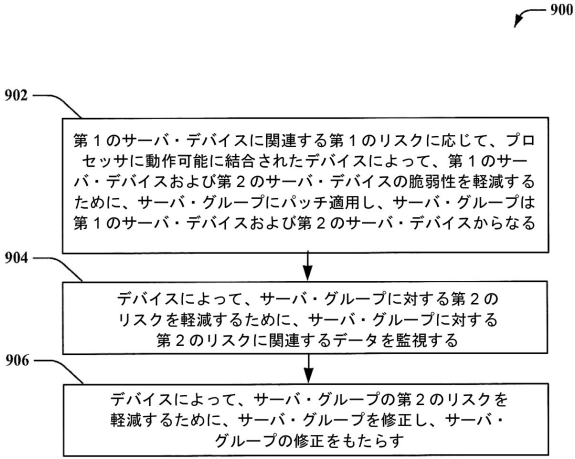 900
902
第１のサーバ・デバイスに関連する第１のリスクに応じて、プロ
セッサに動作可能に結合されたデバイスによって、第１のサー
バ・デバイスおよび第２のサーバ・デバイスの脆弱性を軽減する
ために、サーバ・グループにパッチ適用し、サーバ・グループは
第１のサーバ・デバイスおよび第２のサーバ・デバイスからなる
904
デバイスによって、サーバ・グループに対する第２の
リスクを軽減するために、サーバ・グループに対する
第２のリスクに関連するデータを監視する
906
デバイスによって、サーバ・グループの第２のリスクを
軽減するために、サーバ・グループを修正し、サーバ・
グループの修正をもたらす